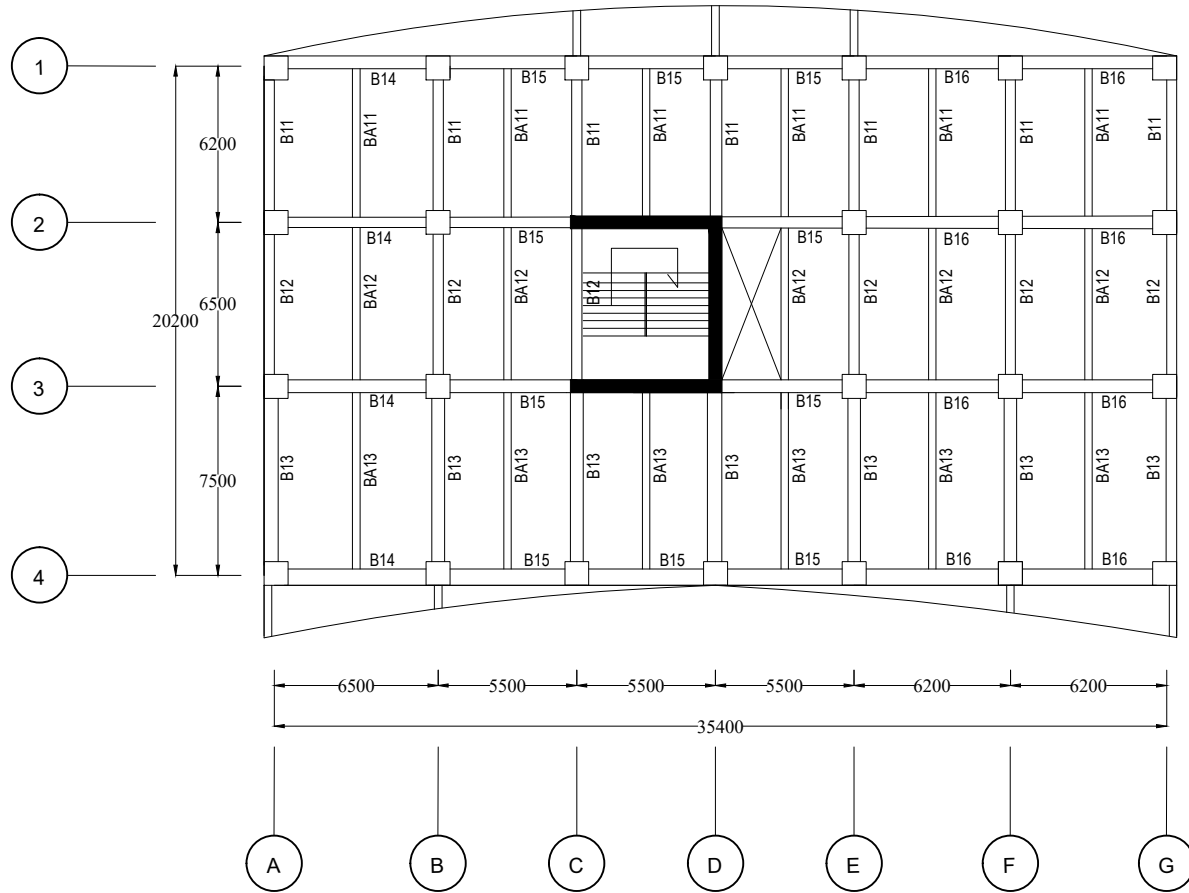 1
B14 B15 B15 B15 B16 B16
B11 BA11 B11 BA11 B11 BA11 B11 BA11 B11 BA11 B11 BA11 B11
6200
2
B14 B15 B15 B16 B16
B12 BA12 B12 BA12 B12 BA12 B12 BA12 B12 BA12 B12
6500
20200
3
B14 B15 B15 B16 B16
B13 BA13 B13 BA13 B13 BA13 B13 BA13 B13 BA13 B13 BA13 B13
7500
B14 B15 B15 B15 B16 B16
4
6500 5500 5500 5500 6200 6200
35400
A B C D E F G